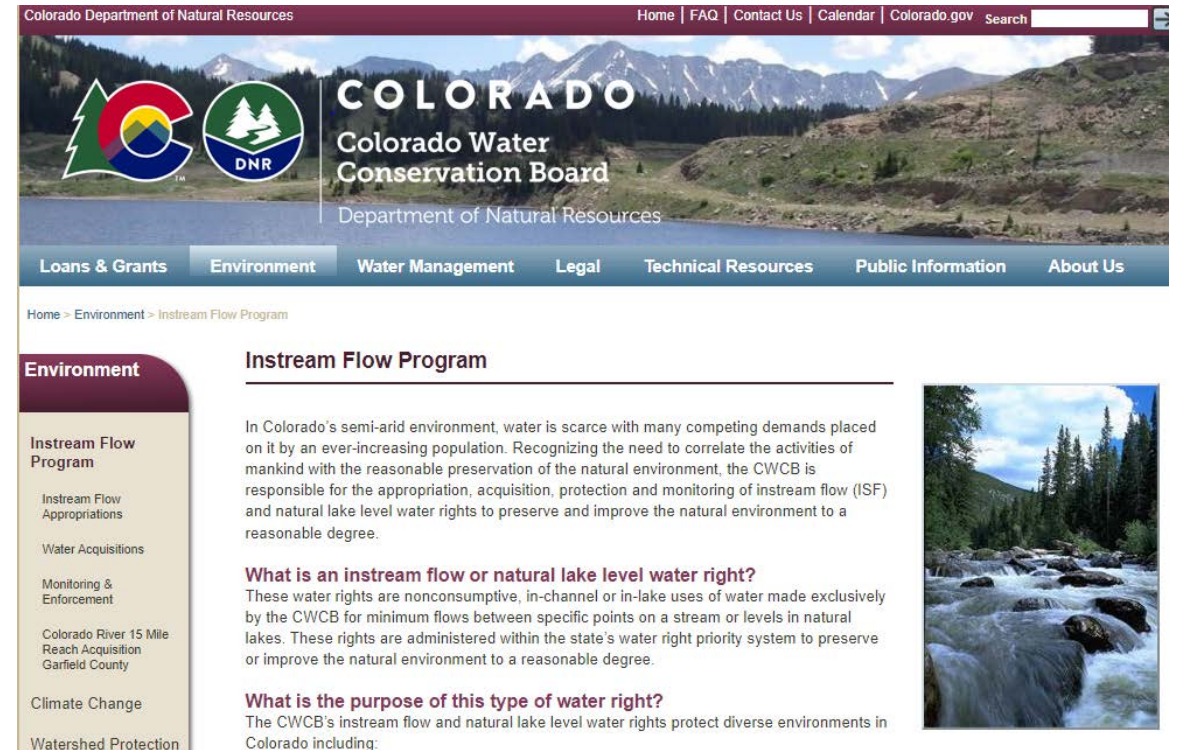 Colorado Department of Natural Resources
Home | FAQ | Contact Us | Calendar | Colorado.gov Search
COLORADO
Colorado Water
Conservation Board
Department of Natural Resources
DNR
TM
Loans & Grants Environment Water Management Legal Technical Resources Public Information About Us
Home > Environment > Instream Flow Program
Environment
Instream Flow
Program
Instream Flow
Appropriations
Water Acquisitions
Monitoring &
Enforcement
Colorado River 15 Mile
Reach Acquisition
Garfield County
Climate Change
Watershed Protection
Instream Flow Program
In Colorado's semi-arid environment, water is scarce with many competing demands placed
on it by an ever-increasing population. Recognizing the need to correlate the activities of
mankind with the reasonable preservation of the natural environment, the CWCB is
responsible for the appropriation, acquisition, protection and monitoring of instream flow (ISF)
and natural lake level water rights to preserve and improve the natural environment to a
reasonable degree.
What is an instream flow or natural lake level water right?
These water rights are nonconsumptive, in-channel or in-lake uses of water made exclusively
by the CWCB for minimum flows between specific points on a stream or levels in natural
lakes. These rights are administered within the state's water right priority system to preserve
or improve the natural environment to a reasonable degree.
What is the purpose of this type of water right?
The CWCB's instream flow and natural lake level water rights protect diverse environments in
Colorado including: